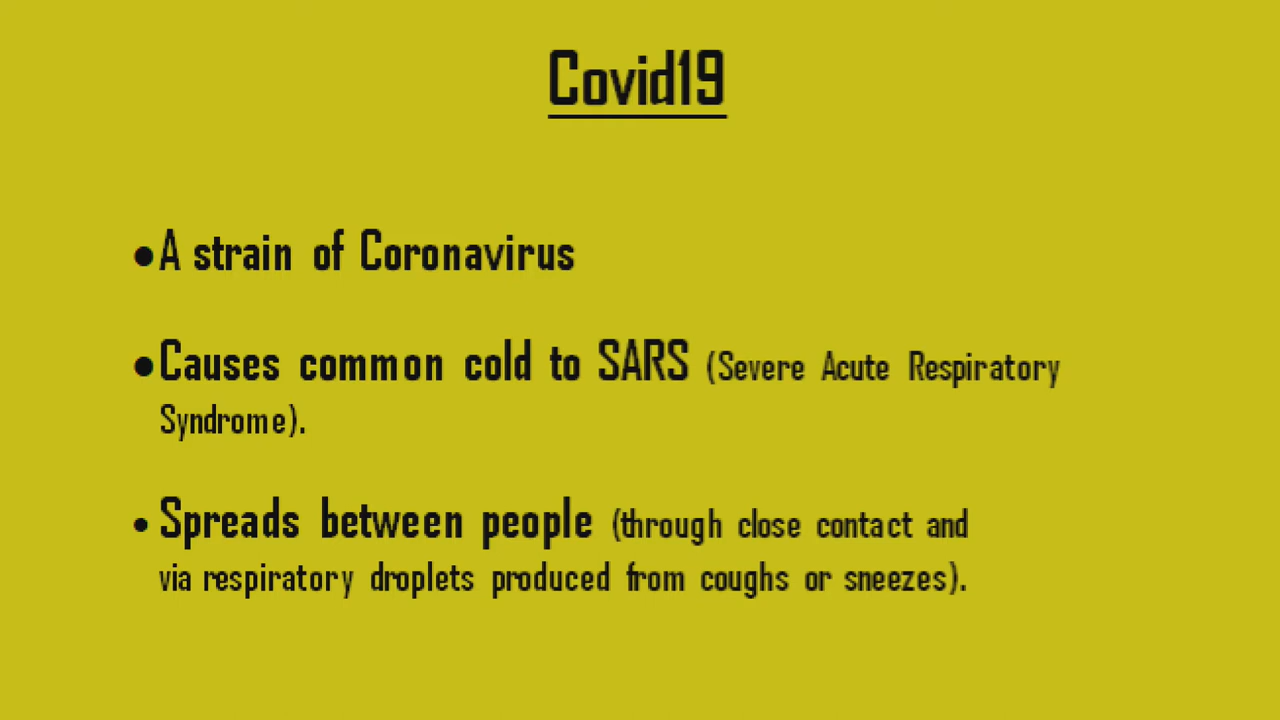 Covid19
•A strain of Coronavirus
•Causes common cold to SARS (Severe Acute Respiratory
Syndrome).
• Spreads between people (through close contact and
via respiratory droplets produced from coughs or sneezes).